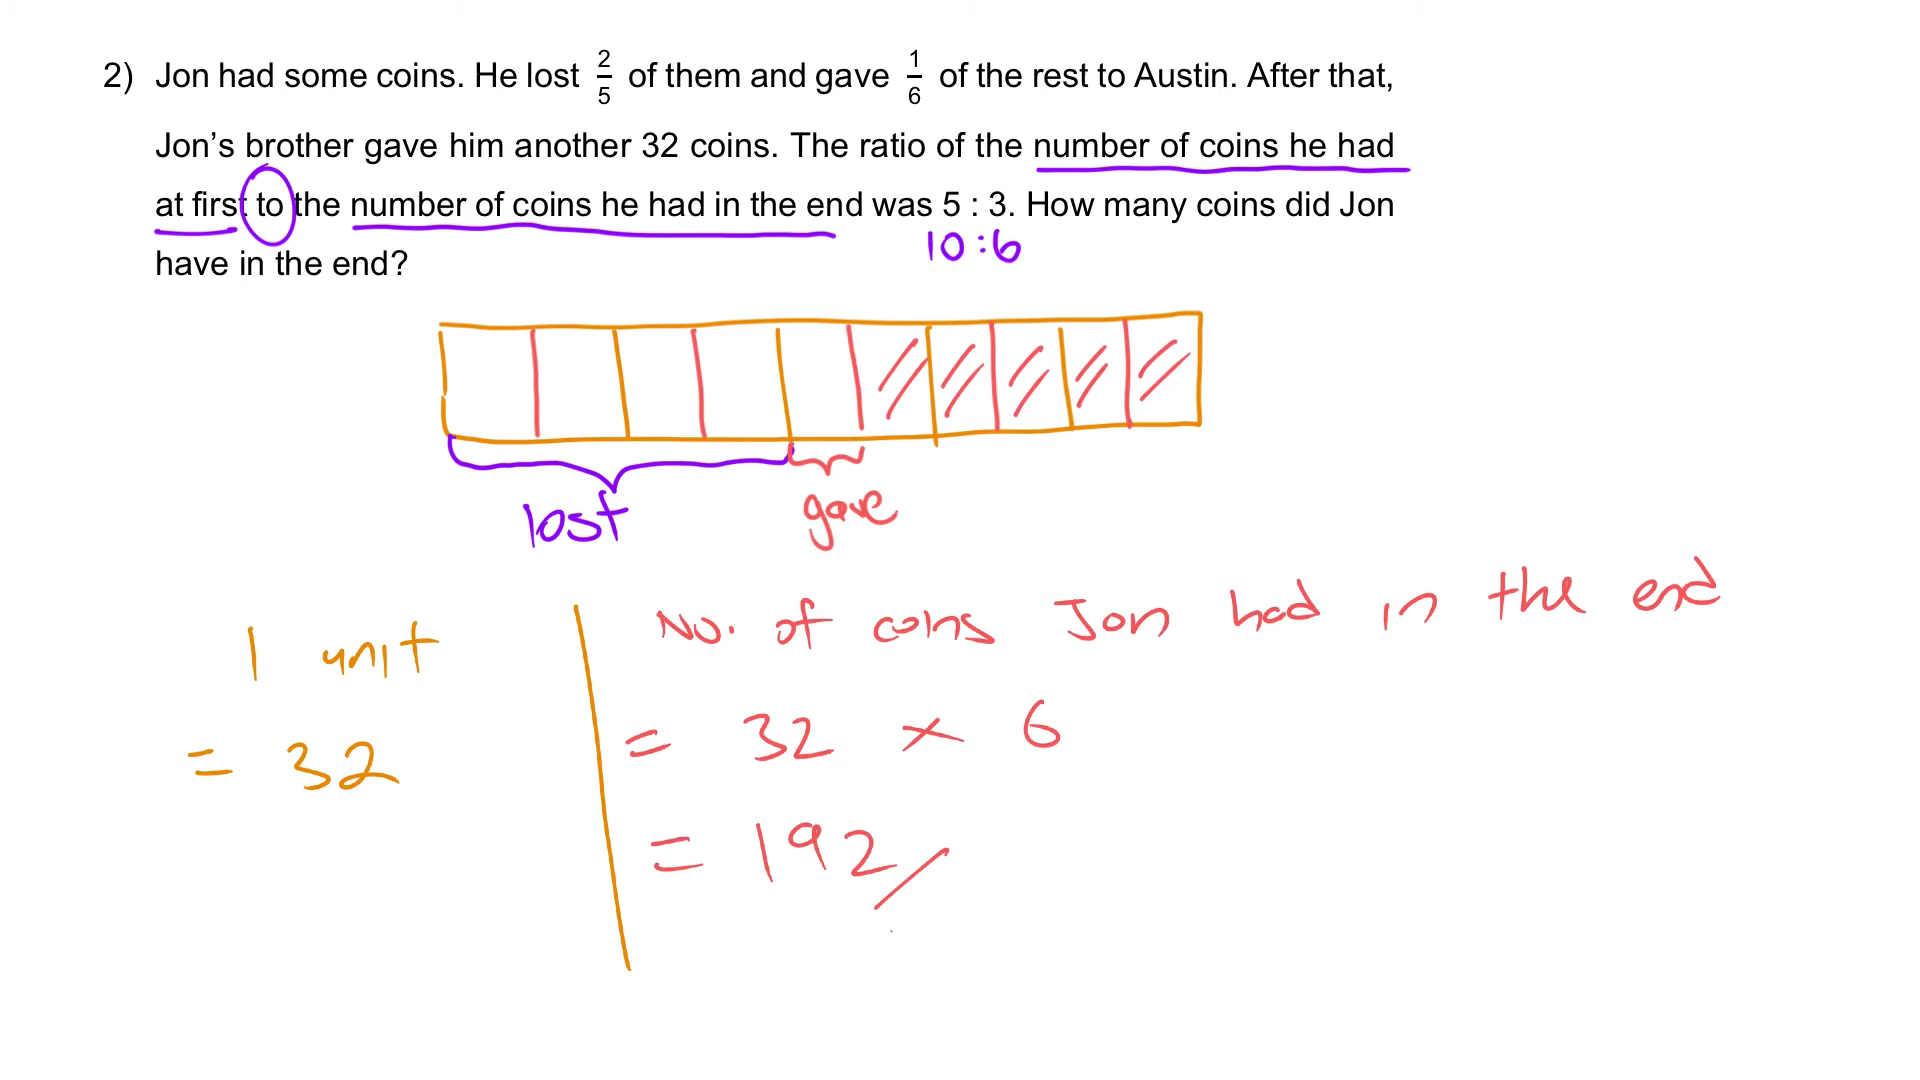 2) Jon had some coins. He lost 2/5 of them and gave 1/6 of the rest to Austin. After that,
Jon's brother gave him another 32 coins. The ratio of the number of coins he had
at first to the number of coins he had in the end was 5 : 3. How many coins did Jon
10 : 6
have in the end?
lost
gave
1 unit
= 32
No. of coins Jon had in the end
= 32 × 6
= 192